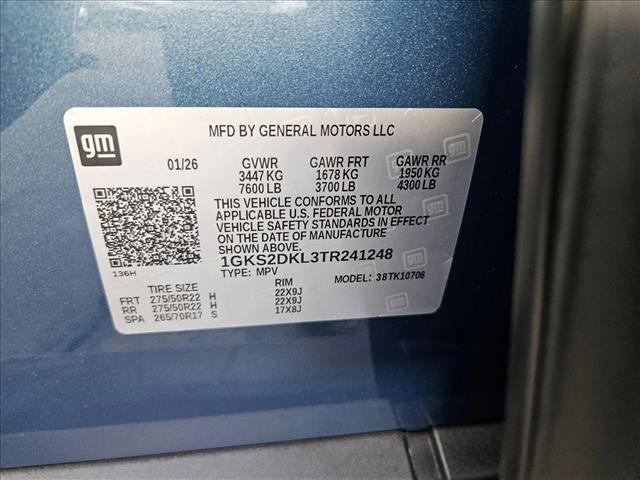 gm
MFD BY GENERAL MOTORS LLC
01/26 GVWR GAWR FRT GAWR RR
3447 KG 1678 KG 1950 KG
7600 LB 3700 LB 4300 LB
THIS VEHICLE CONFORMS TO ALL
APPLICABLE U.S. FEDERAL MOTOR
VEHICLE SAFETY STANDARDS IN EFFECT
ON THE DATE OF MANUFACTURE
SHOWN ABOVE.
1GKS2DKL3TR241248
136H TYPE: MPV MODEL: 38TK10706
TIRE SIZE RIM
FRT 275/50R22 H 22X9J
RR 275/50R22 H 22X9J
SPA 265/70R17 S 17X8J